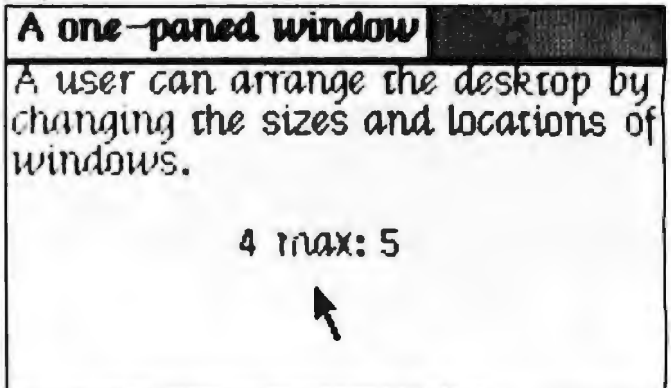 A one-paned window
A user can arrange the desktop by
changing the sizes and locations of
windows.
4 max: 5